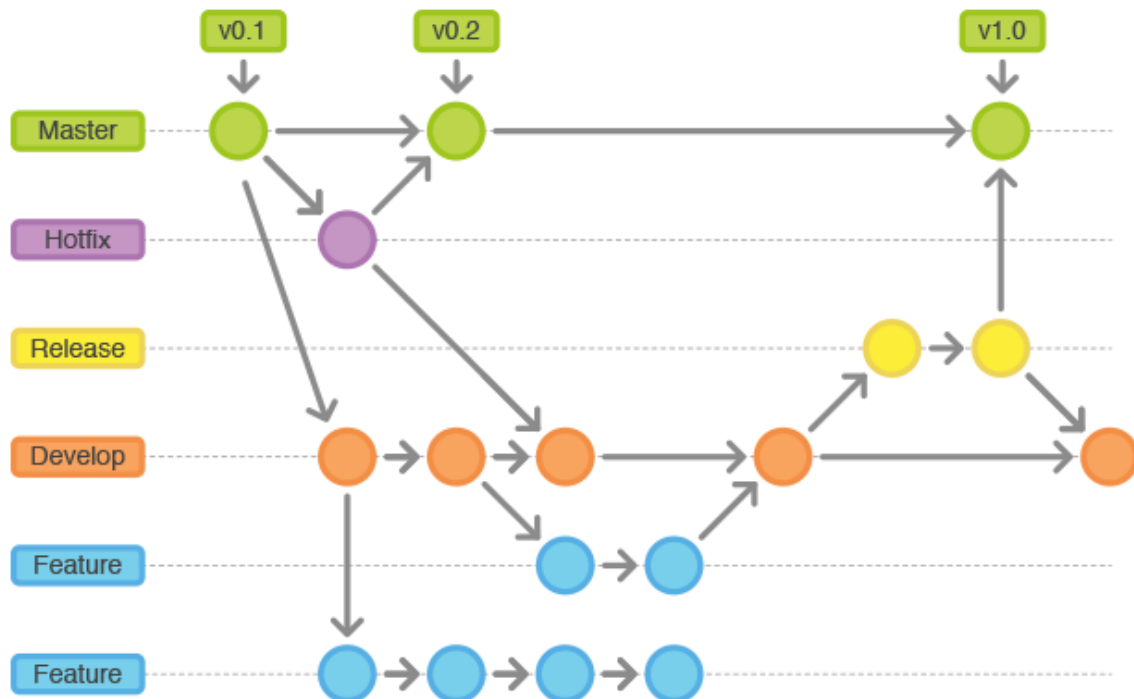 v0.1
v0.2
v1.0
Master
Hotfix
Release
Develop
Feature
Feature